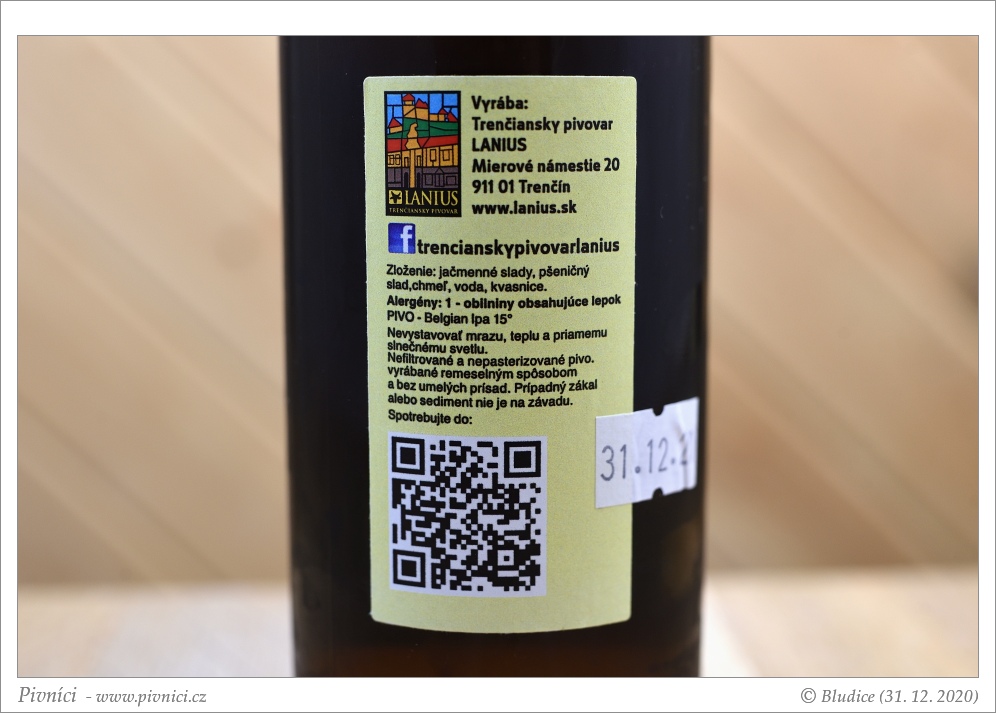 LANIUS
TRENČIANSKY PIVOVAR
Vyrába:
Trenčiansky pivovar
LANIUS
Mierové námestie 20
911 01 Trenčín
www.lanius.sk
f trencianskypivovarlanius
Zloženie: jačmenné slady, pšeničný
slad,chmeľ, voda, kvasnice.
Alergény: 1 - obilniny obsahujúce lepok
PIVO - Belgian Ipa 15°
Nevystavovať mrazu, teplu a priamemu
slnečnému svetlu.
Nefiltrované a nepasterizované pivo.
vyrábané remeselným spôsobom
a bez umelých prísad. Prípadný zákal
alebo sediment nie je na závadu.
Spotrebujte do:
31.12.2
Pivníci - www.pivnici.cz
© Bludice (31. 12. 2020)